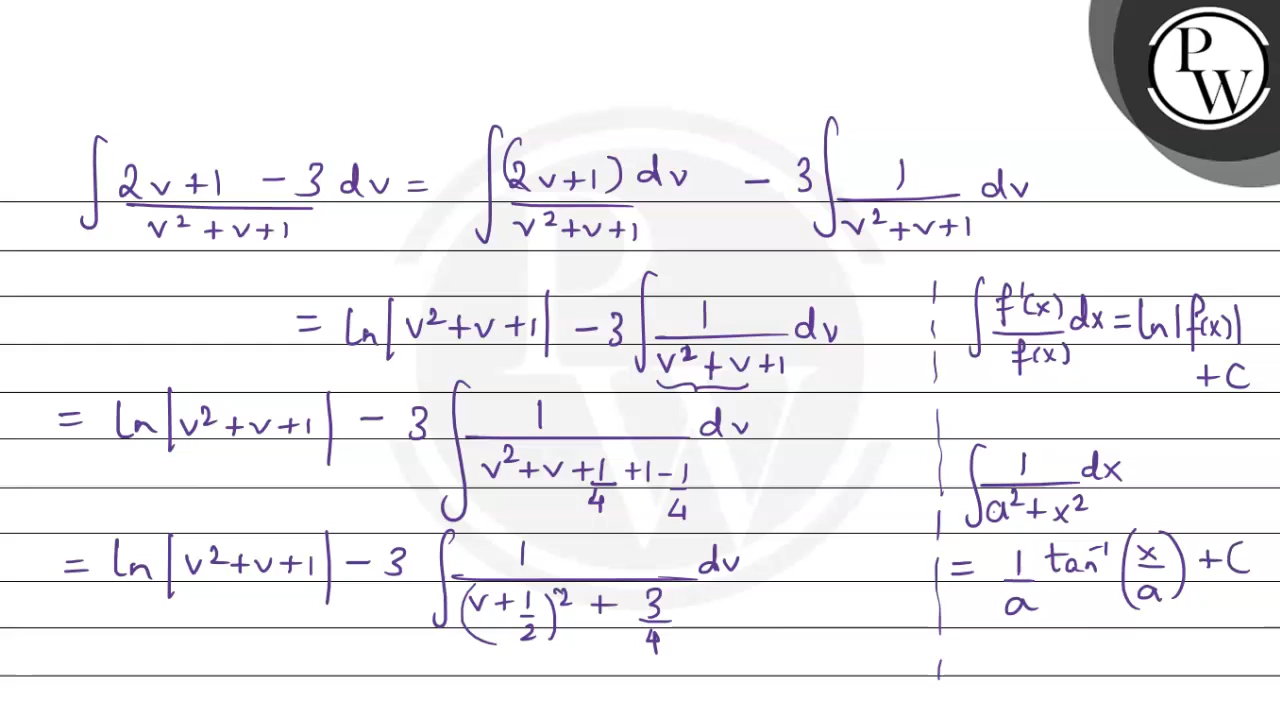 P
W
∫ (2v+1 - 3)/(v² + v+1) dv = ∫ (2v+1) dv/(v²+v+1) - 3 ∫ 1/(v²+v+1) dv
= ln|v²+v+1| - 3 ∫ 1/(v²+v+1) dv
∫ f'(x)/f(x) dx = ln|f(x)|
+C
= ln|v²+v+1| - 3 ∫ 1/(v²+v+1/4+1-1/4) dv
∫ 1/(a²+x²) dx
= ln|v²+v+1| - 3 ∫ 1/((v+1/2)² + 3/4) dv
= 1/a tan⁻¹(x/a) + C